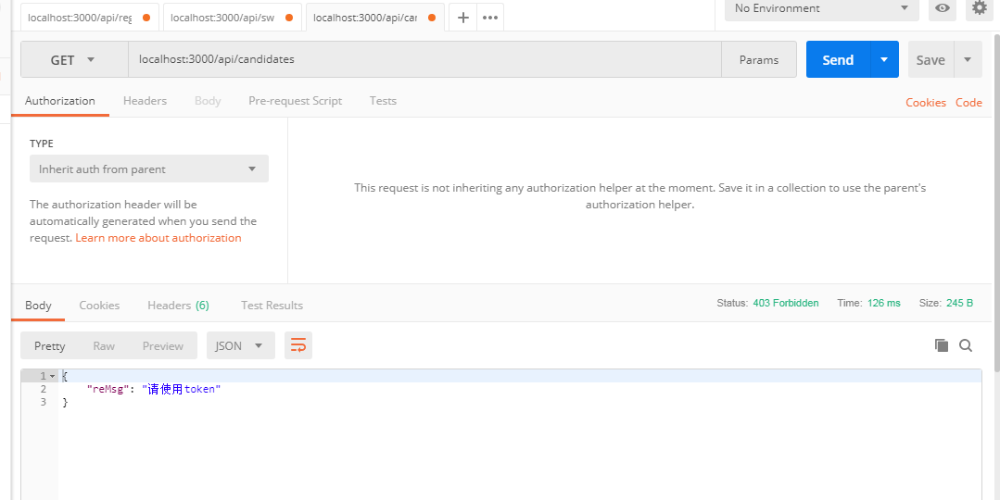 localhost:3000/api/reg
localhost:3000/api/sw
localhost:3000/api/car
No Environment
GET
localhost:3000/api/candidates
Params
Send
Save
Authorization
Headers
Body
Pre-request Script
Tests
Cookies
Code
TYPE
Inherit auth from parent
The authorization header will be
automatically generated when you send the
request. Learn more about authorization
This request is not inheriting any authorization helper at the moment. Save it in a collection to use the parent's
authorization helper.
Body
Cookies
Headers (6)
Test Results
Status: 403 Forbidden
Time: 126 ms
Size: 245 B
Pretty
Raw
Preview
JSON
1 {
2 "reMsg": "请使用token"
3 }